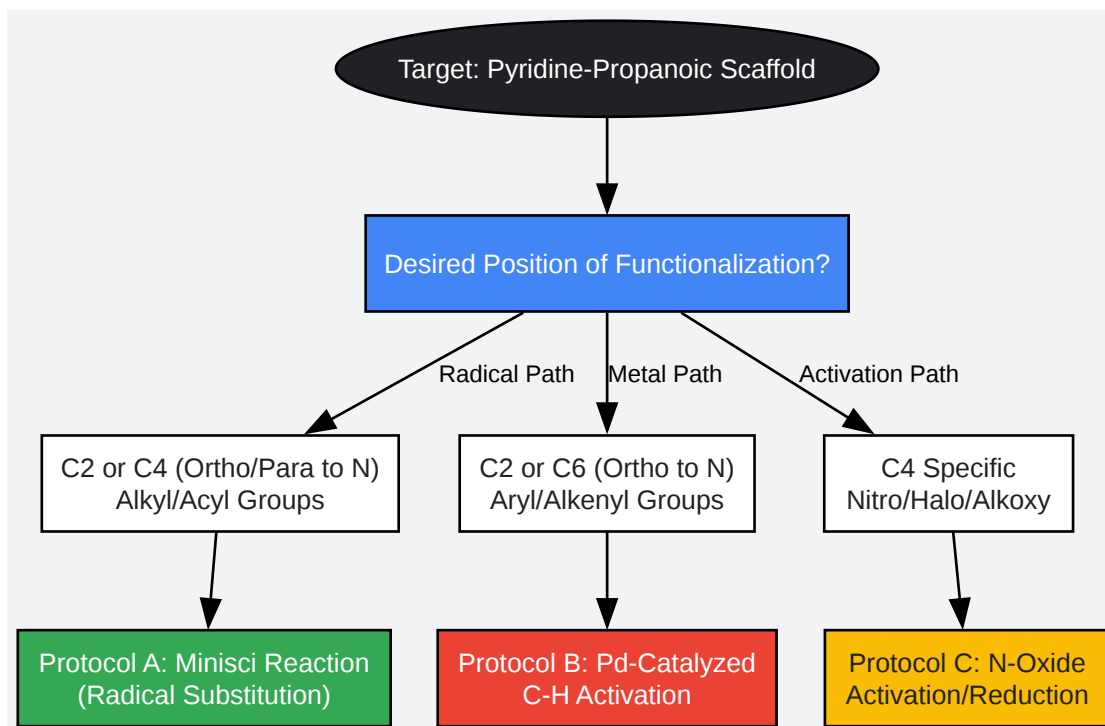 Target: Pyridine-Propanoic Scaffold
Desired Position of Functionalization?
Radical Path
Metal Path
Activation Path
C2 or C4 (Ortho/Para to N)
Alkyl/Acyl Groups
C2 or C6 (Ortho to N)
Aryl/Alkenyl Groups
C4 Specific
Nitro/Halo/Alkoxy
Protocol A: Minisci Reaction
(Radical Substitution)
Protocol B: Pd-Catalyzed
C-H Activation
Protocol C: N-Oxide
Activation/Reduction